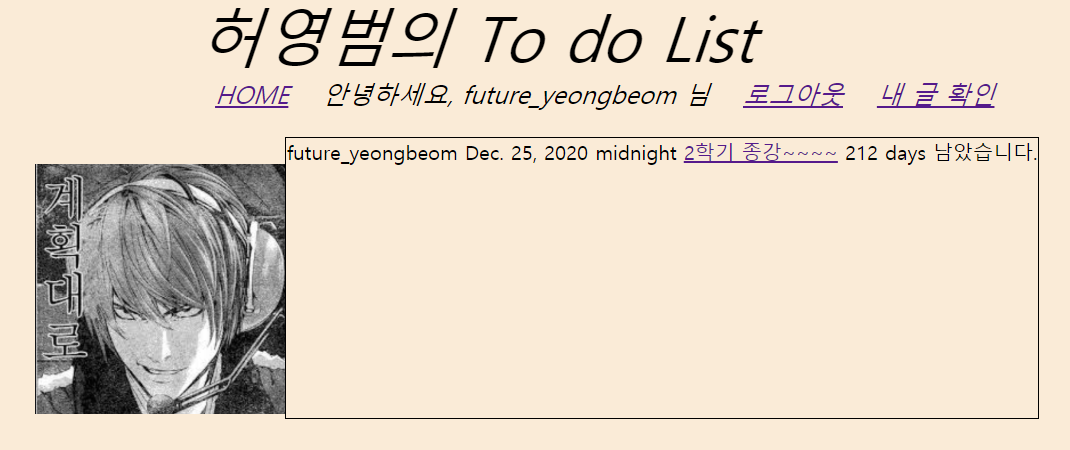 허영범의 To do List
HOME 안녕하세요, future_yeongbeom 님 로그아웃 내 글 확인
future_yeongbeom Dec. 25, 2020 midnight 2학기 종강~~~~ 212 days 남았습니다.
계획대로